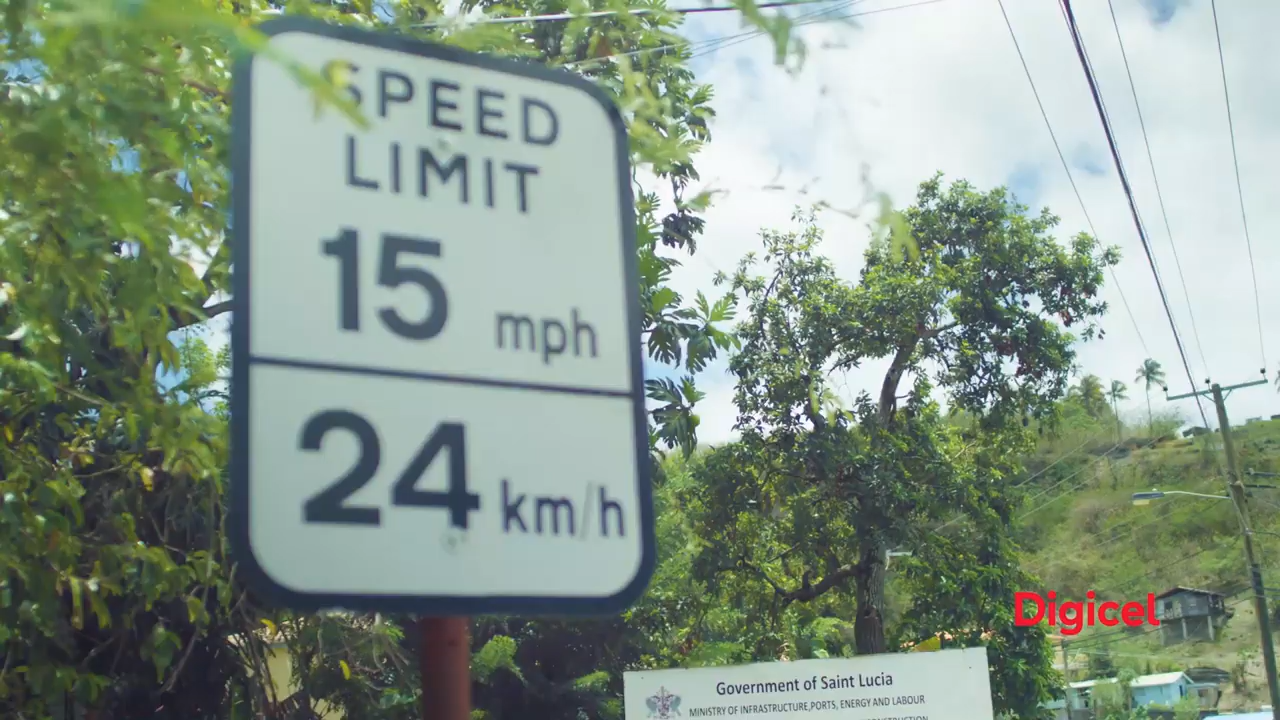 SPEED
LIMIT
15 mph
24 km/h
Digicel
Government of Saint Lucia
MINISTRY OF INFRASTRUCTURE,PORTS, ENERGY AND LABOUR